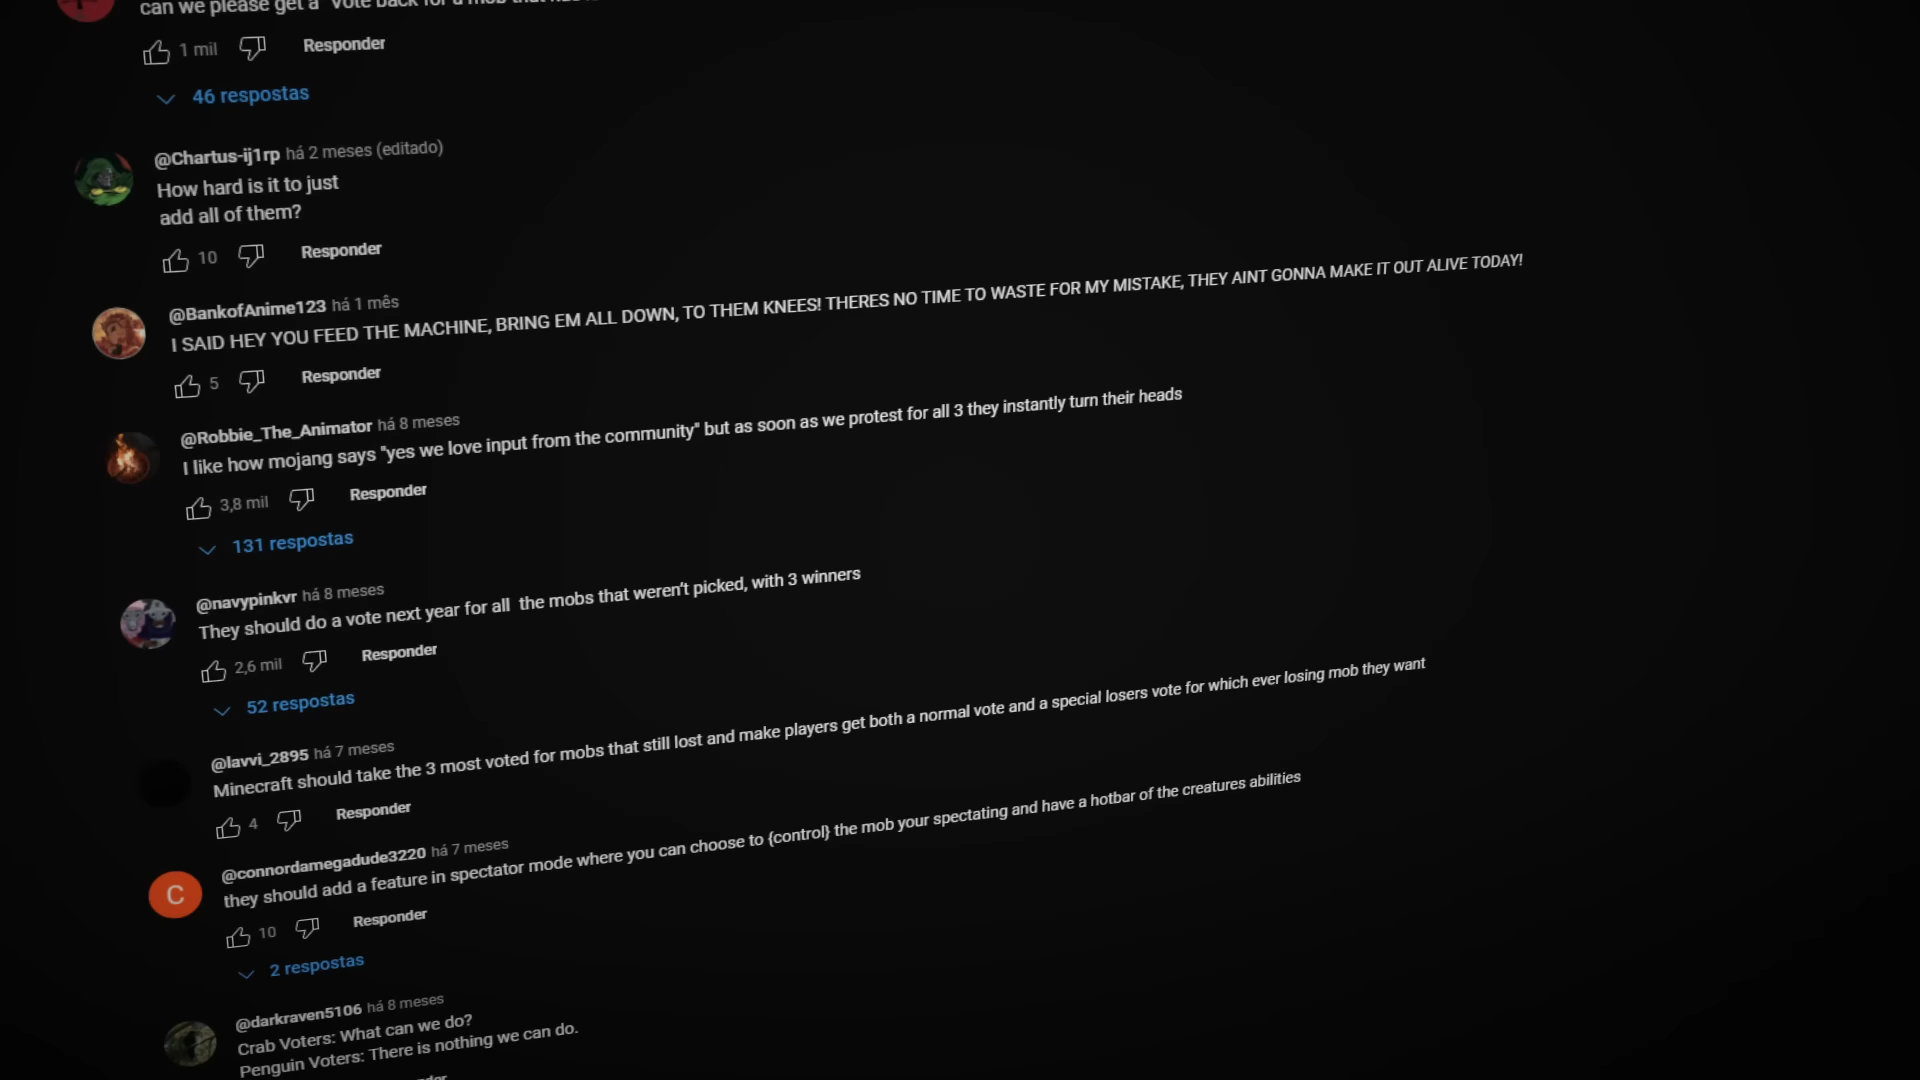 can we please get a "Vote back for a mob that has
1 mil
Responder
46 respostas
@Chartus-ij1rp há 2 meses (editado)
How hard is it to just
add all of them?
10
Responder
@BankofAnime123 há 1 mês
I SAID HEY YOU FEED THE MACHINE, BRING EM ALL DOWN, TO THEM KNEES! THERES NO TIME TO WASTE FOR MY MISTAKE, THEY AINT GONNA MAKE IT OUT ALIVE TODAY!
5
Responder
@Robbie_The_Animator há 8 meses
I like how mojang says "yes we love input from the community" but as soon as we protest for all 3 they instantly turn their heads
3,8 mil
Responder
131 respostas
@navypinkvr há 8 meses
They should do a vote next year for all the mobs that weren't picked, with 3 winners
2,6 mil
Responder
52 respostas
@lavvi_2895 há 7 meses
Minecraft should take the 3 most voted for mobs that still lost and make players get both a normal vote and a special losers vote for which ever losing mob they want
4
Responder
@connordamegadude3220 há 7 meses
C
they should add a feature in spectator mode where you can choose to {control} the mob your spectating and have a hotbar of the creatures abilities
10
Responder
2 respostas
@darkraven5106 há 8 meses
Crab Voters: What can we do?
Penguin Voters: There is nothing we can do.